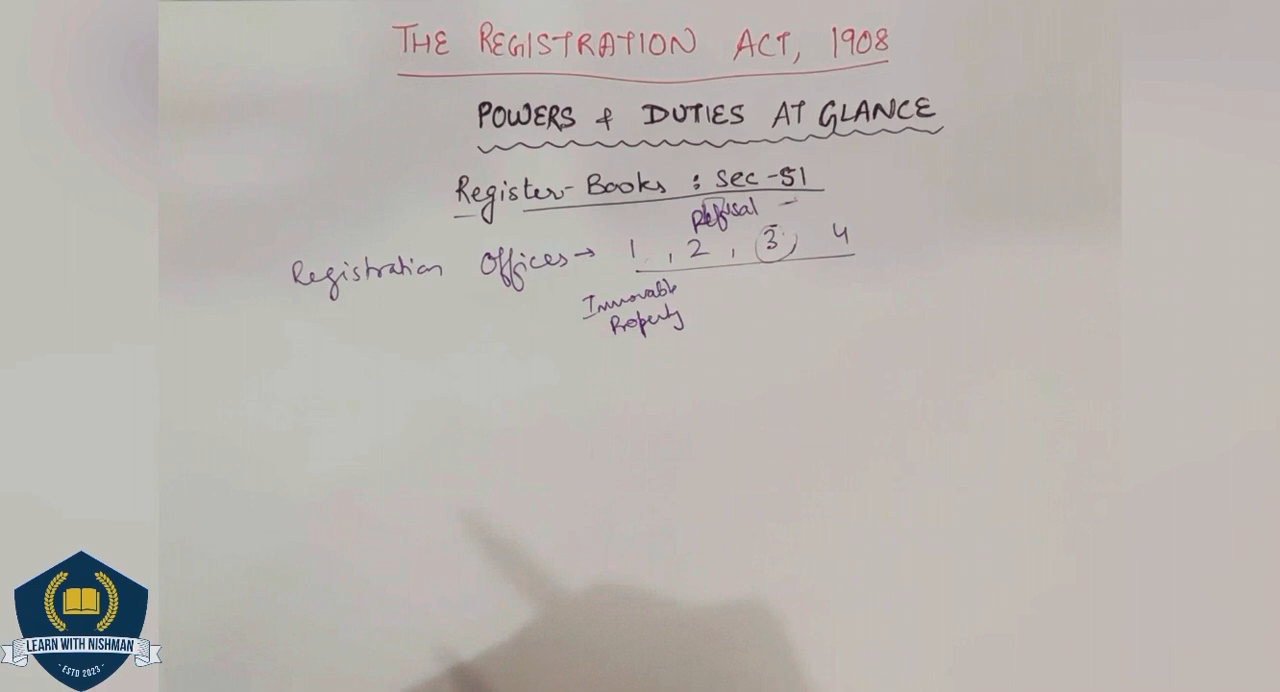 THE REGISTRATION ACT, 1908
POWERS & DUTIES AT GLANCE
Register-Books : Sec-51
Refusal
Registration Offices → 1, 2, 3, 4
Immovable
Property
LEARN WITH NISHMAN
- ESTD 2023 -